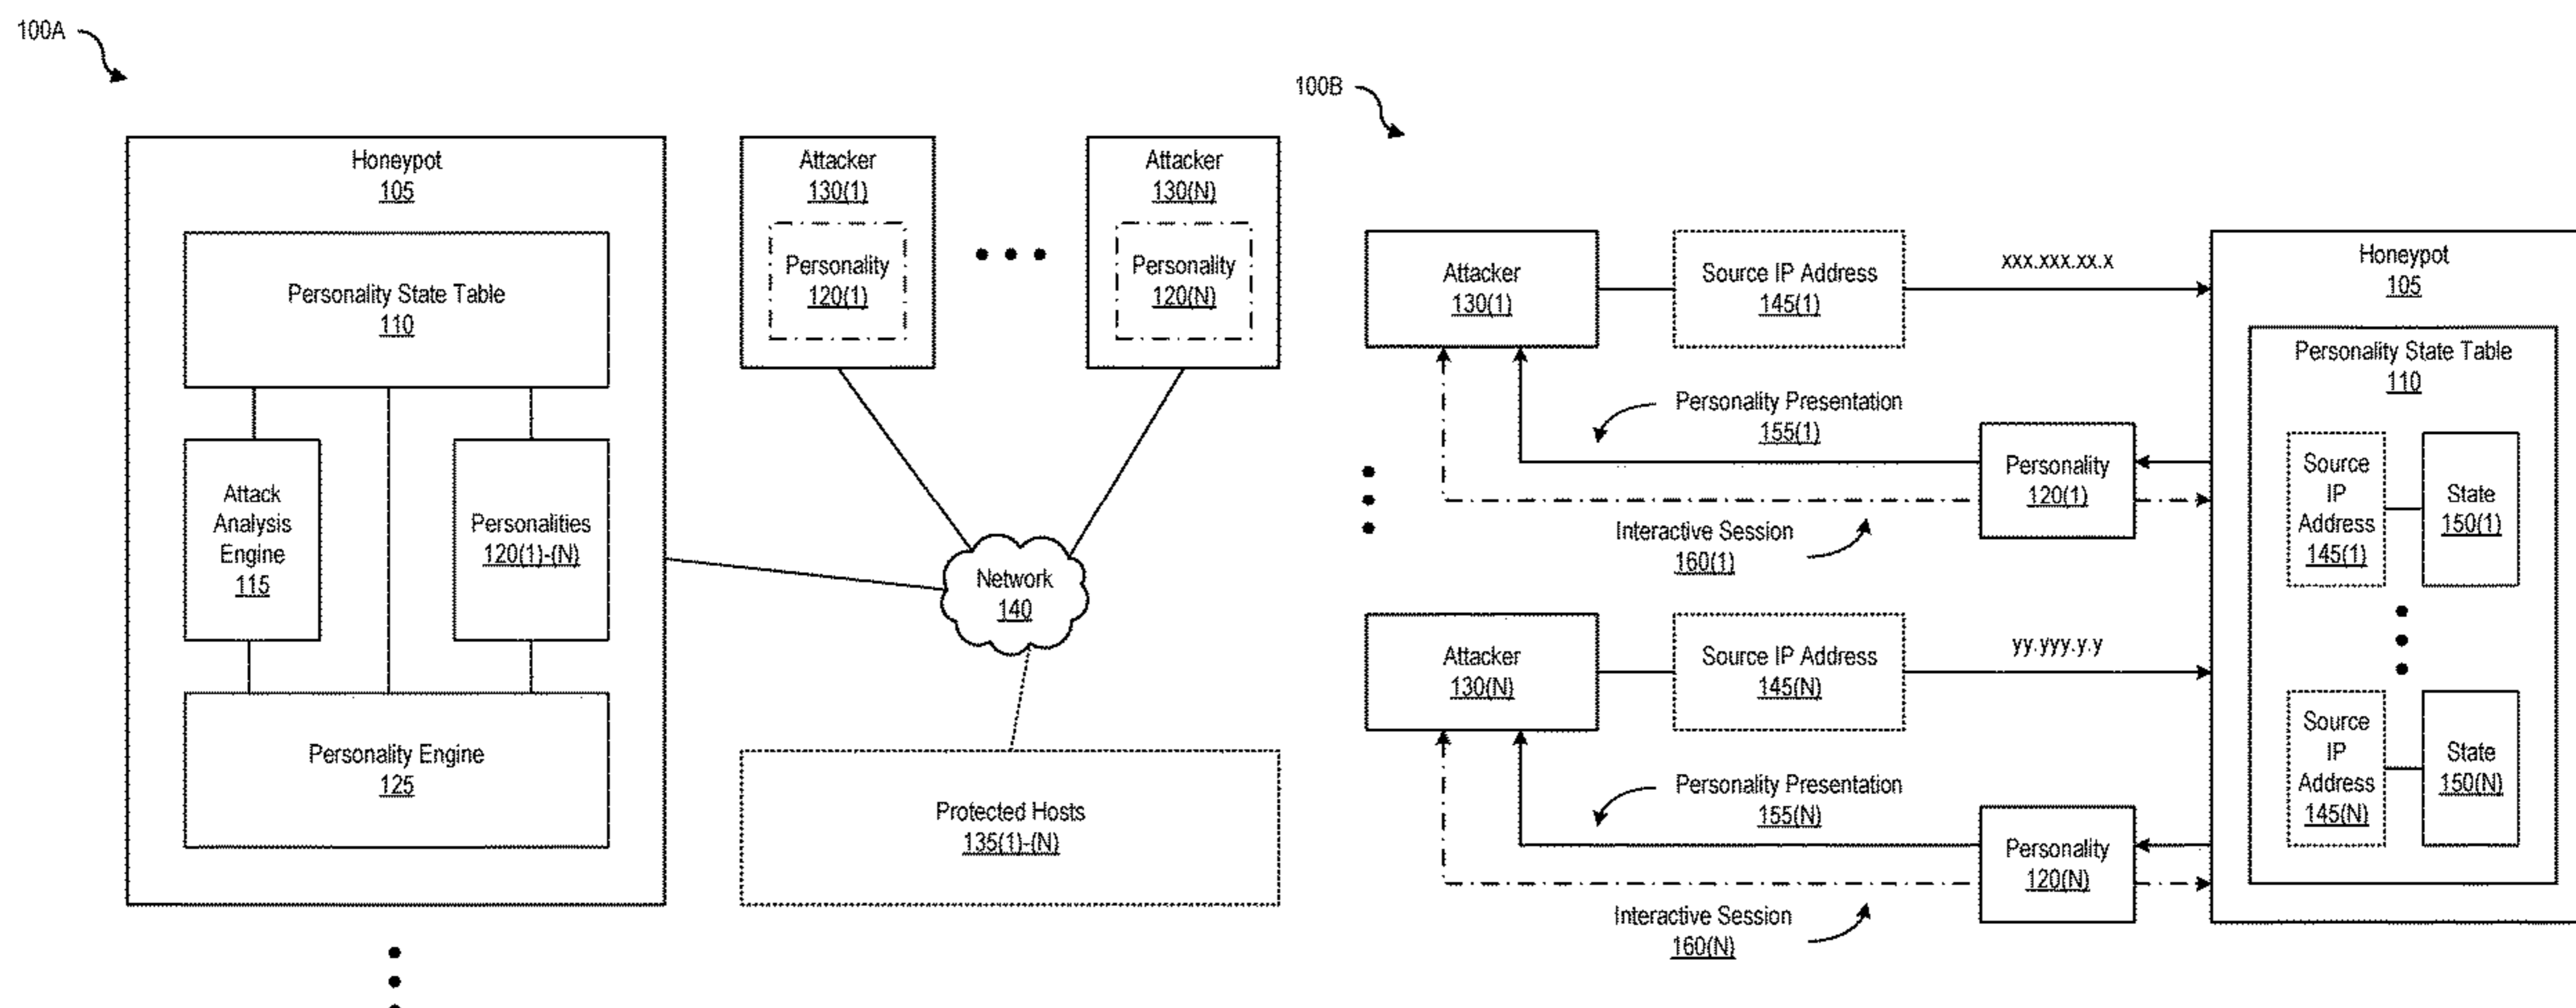 100A
Honeypot
105
Personality State Table
110
Attack
Analysis
Engine
115
Personalities
120(1)-(N)
Personality Engine
125
Attacker
130(1)
Personality
120(1)
Attacker
130(N)
Personality
120(N)
Network
140
Protected Hosts
135(1)-(N)
100B
Attacker
130(1)
Source IP Address
145(1)
xxx.xxx.xx.x
Personality Presentation
155(1)
Personality
120(1)
Interactive Session
160(1)
Attacker
130(N)
Source IP Address
145(N)
yy.yyy.y.y
Personality Presentation
155(N)
Personality
120(N)
Interactive Session
160(N)
Honeypot
105
Personality State Table
110
Source
IP
Address
145(1)
State
150(1)
Source
IP
Address
145(N)
State
150(N)